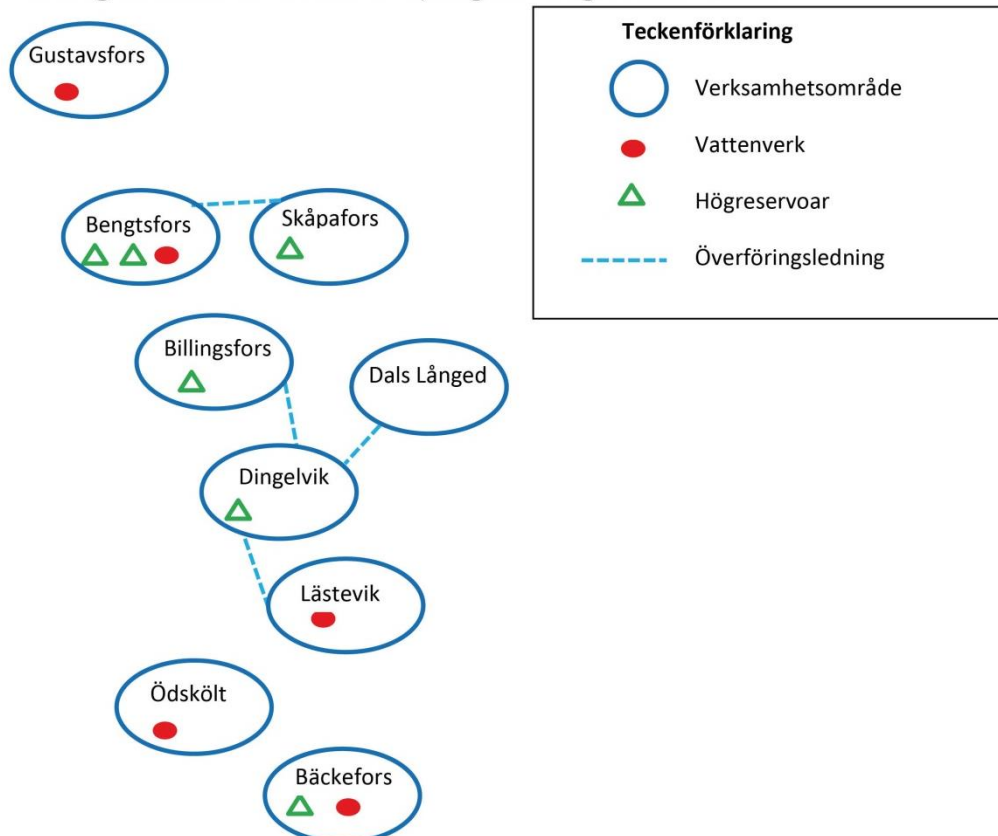 Gustavsfors
Bengtsfors
Skåpafors
Billingsfors
Dals Långed
Dingelvik
Lästevik
Ödskölt
Bäckefors
Teckenförklaring
Verksamhetsområde
Vattenverk
Högreservoar
Överföringsledning